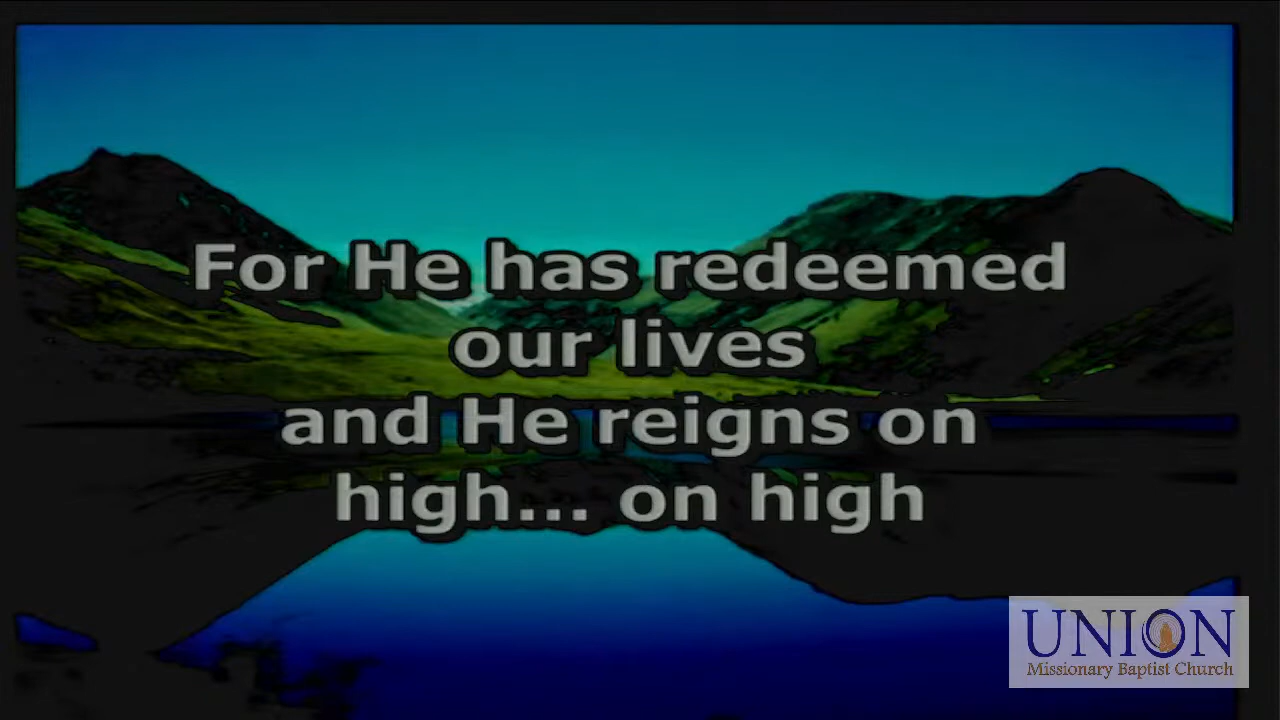 For He has redeemed
our lives
and He reigns on
high... on high
UNION
Missionary Baptist Church